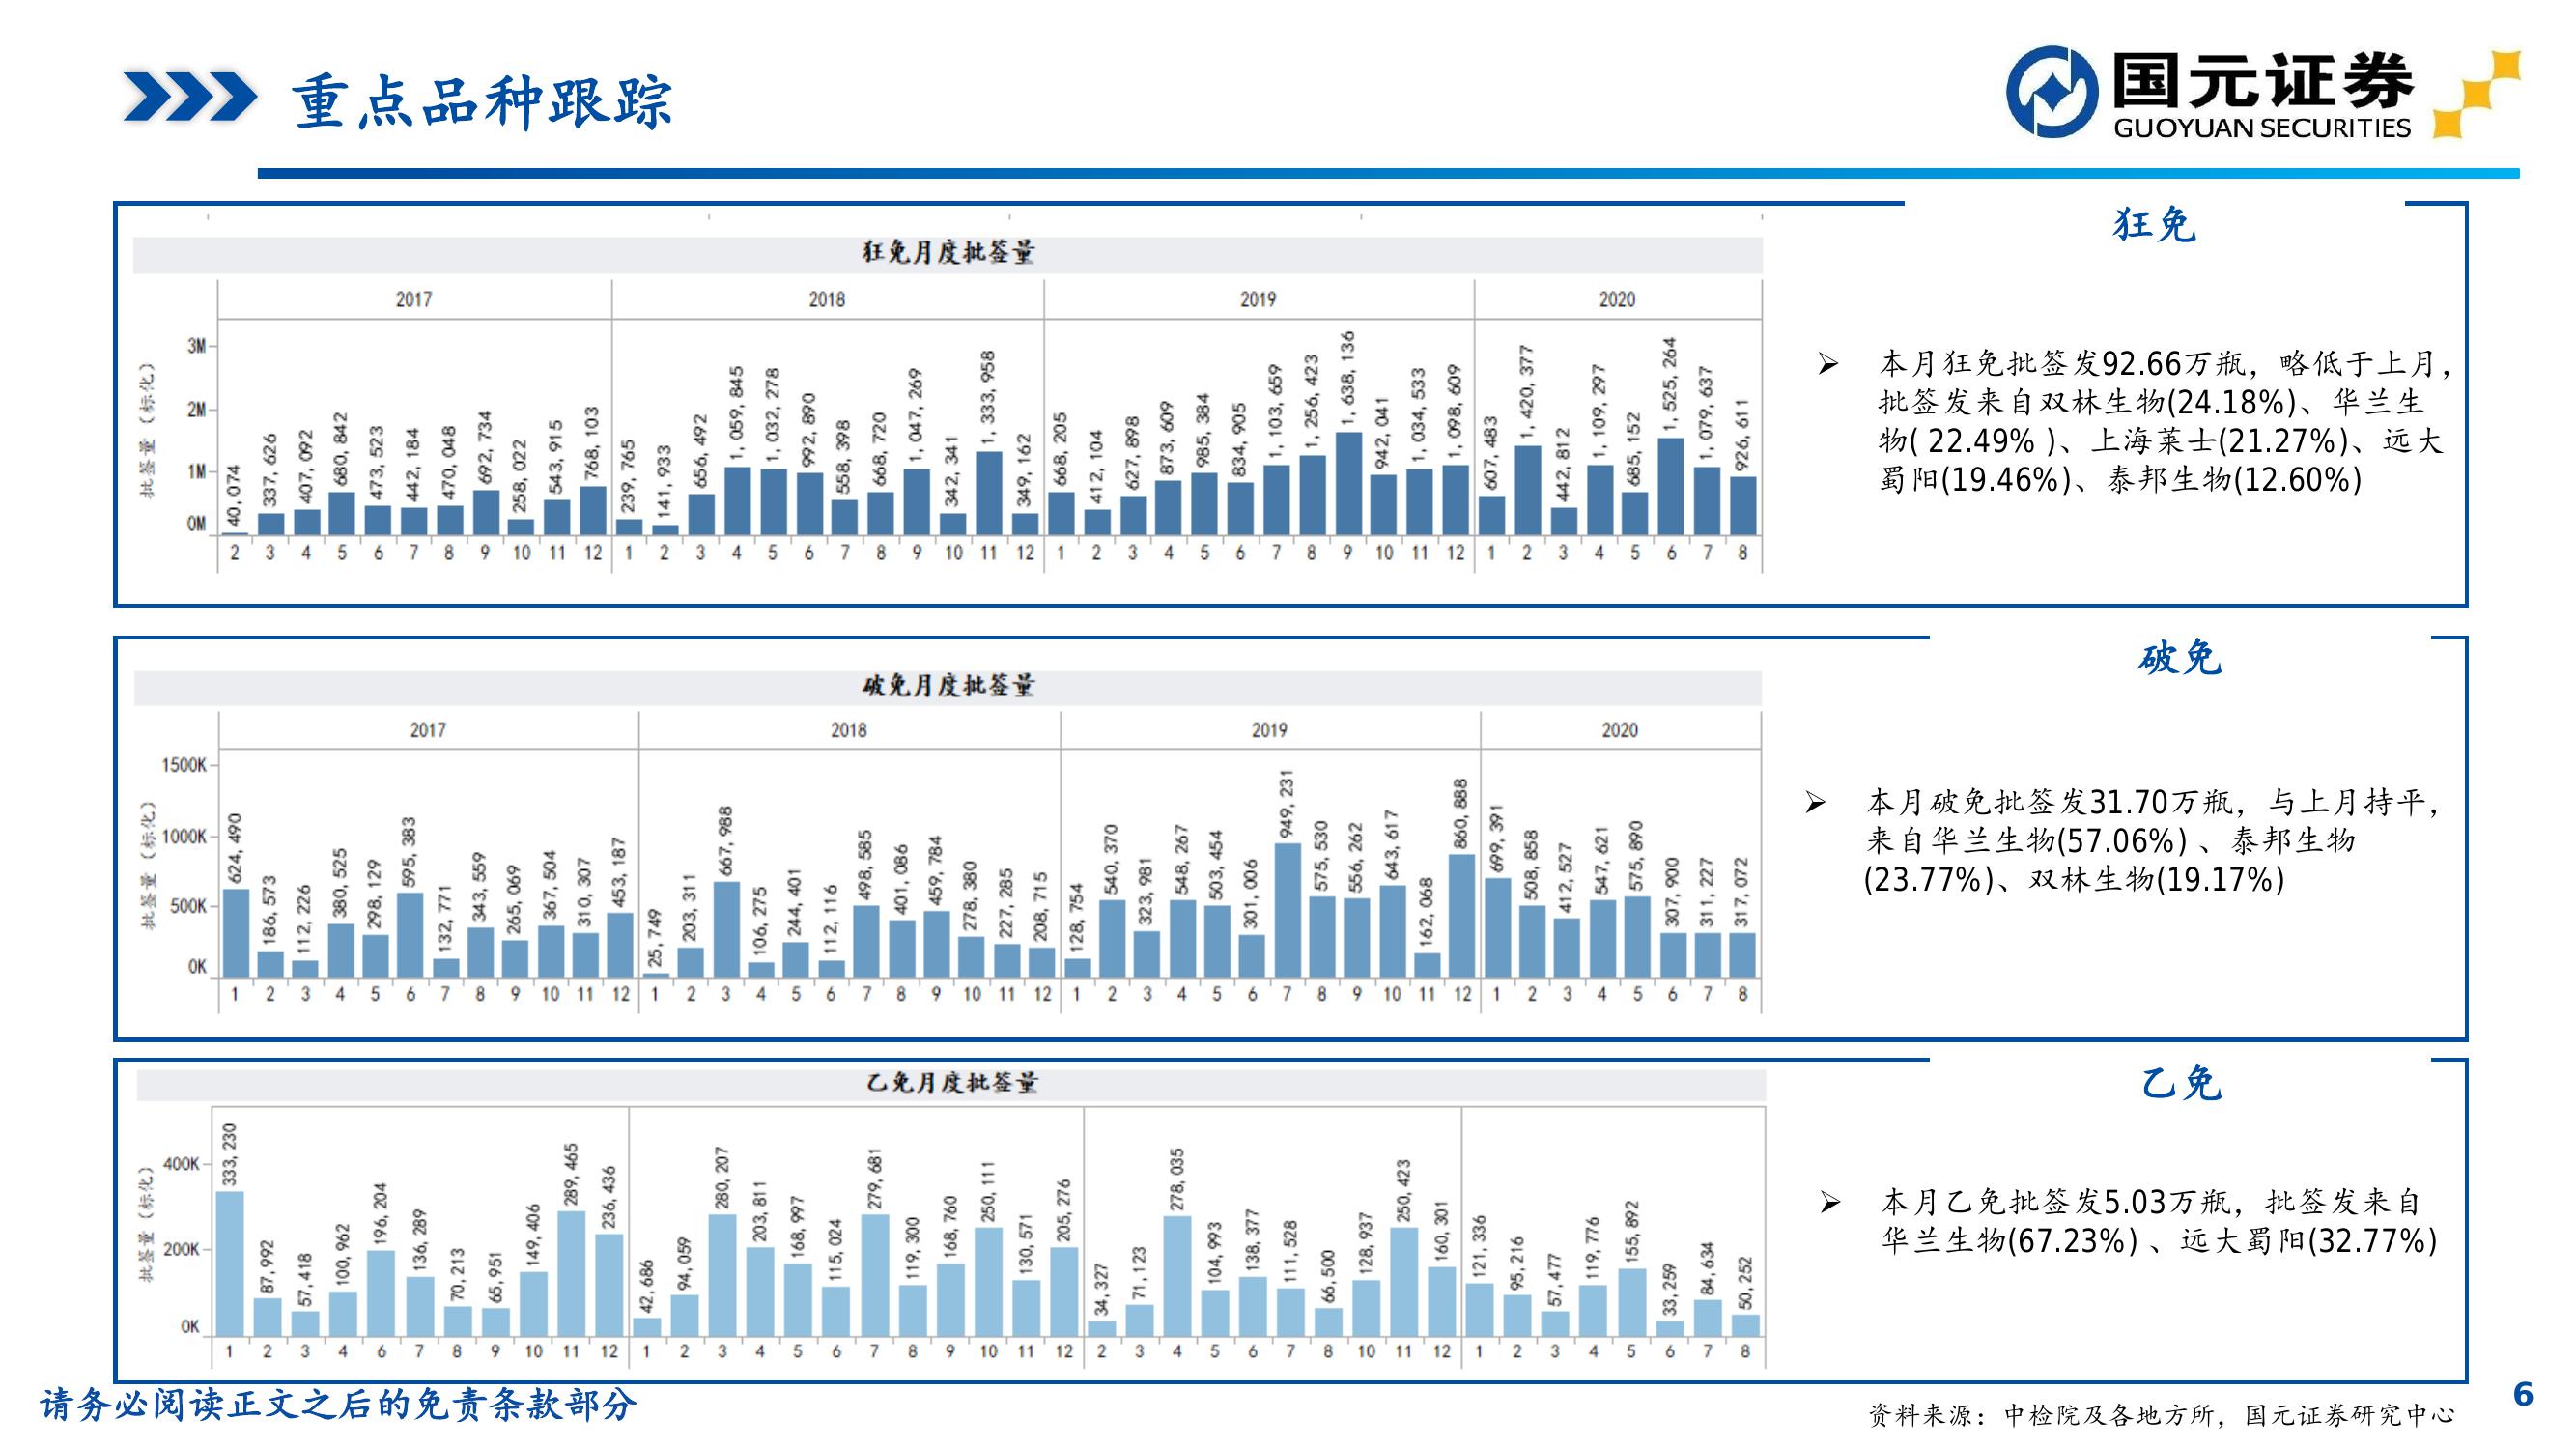 重点品种跟踪
国元证券
GUOYUAN SECURITIES
狂免
狂免月度批签量
2017 2018 2019 2020
批签量（标化）
3M
2M
1M
0M
40,074 337,626 407,092 680,842 473,523 442,184 470,048 692,734 258,022 543,915 768,103 239,765 141,933 656,492 1,059,845 1,032,278 992,890 558,398 668,720 1,047,269 342,341 1,333,958 349,162 668,205 412,104 627,898 873,609 985,384 834,905 1,103,659 1,256,423 1,638,136 942,041 1,034,533 1,098,609 607,483 1,420,377 442,812 1,109,297 685,152 1,525,264 1,079,637 926,611
2 3 4 5 6 7 8 9 10 11 12 1 2 3 4 5 6 7 8 9 10 11 12 1 2 3 4 5 6 7 8 9 10 11 12 1 2 3 4 5 6 7 8
➢ 本月狂免批签发92.66万瓶，略低于上月，
批签发来自双林生物(24.18%)、华兰生
物( 22.49% )、上海莱士(21.27%)、远大
蜀阳(19.46%)、泰邦生物(12.60%)
破免
破免月度批签量
2017 2018 2019 2020
批签量（标化）
1500K
1000K
500K
0K
624,490 186,573 112,226 380,525 298,129 595,383 132,771 343,559 265,069 367,504 310,307 453,187 25,749 203,311 667,988 106,275 244,401 112,116 498,585 401,086 459,784 278,380 227,285 208,715 128,754 540,370 323,981 548,267 503,454 301,006 949,231 575,530 556,262 643,617 162,068 860,888 699,391 508,858 412,527 547,621 575,890 307,900 311,227 317,072
1 2 3 4 5 6 7 8 9 10 11 12 1 2 3 4 5 6 7 8 9 10 11 12 1 2 3 4 5 6 7 8 9 10 11 12 1 2 3 4 5 6 7 8
➢ 本月破免批签发31.70万瓶，与上月持平，
来自华兰生物(57.06%) 、泰邦生物
(23.77%)、双林生物(19.17%)
乙免
乙免月度批签量
批签量（标化）
400K
200K
0K
333,230 87,992 57,418 100,962 196,204 136,289 70,213 65,951 149,406 289,465 236,436 42,686 94,059 280,207 203,811 168,997 115,024 279,681 119,300 168,760 250,111 130,571 205,276 34,327 71,123 278,035 104,993 138,377 111,528 66,500 128,937 250,423 160,301 121,336 95,216 57,477 119,776 155,892 33,259 84,634 50,252
1 2 3 4 6 7 8 9 10 11 12 1 2 3 4 5 6 7 8 9 10 11 12 2 3 4 5 6 7 8 10 11 12 1 2 3 4 5 6 7 8
➢ 本月乙免批签发5.03万瓶，批签发来自
华兰生物(67.23%) 、远大蜀阳(32.77%)
请务必阅读正文之后的免责条款部分
资料来源：中检院及各地方所，国元证券研究中心
6